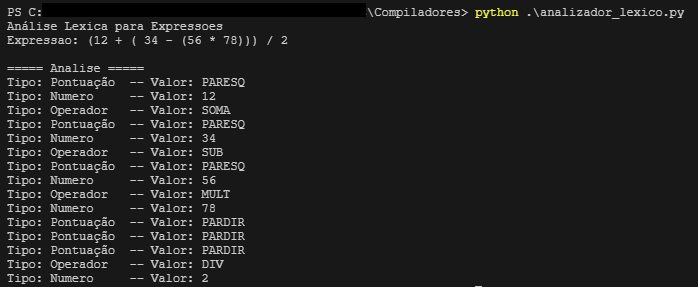 PS C:\Compiladores> python .\analizador_lexico.py
Análise Lexica para Expressoes
Expressao: (12 + ( 34 - (56 * 78))) / 2
===== Analise =====
Tipo: Pontuação  -- Valor: PARESQ
Tipo: Numero     -- Valor: 12
Tipo: Operador   -- Valor: SOMA
Tipo: Pontuação  -- Valor: PARESQ
Tipo: Numero     -- Valor: 34
Tipo: Operador   -- Valor: SUB
Tipo: Pontuação  -- Valor: PARESQ
Tipo: Numero     -- Valor: 56
Tipo: Operador   -- Valor: MULT
Tipo: Numero     -- Valor: 78
Tipo: Pontuação  -- Valor: PARDIR
Tipo: Pontuação  -- Valor: PARDIR
Tipo: Pontuação  -- Valor: PARDIR
Tipo: Operador   -- Valor: DIV
Tipo: Numero     -- Valor: 2